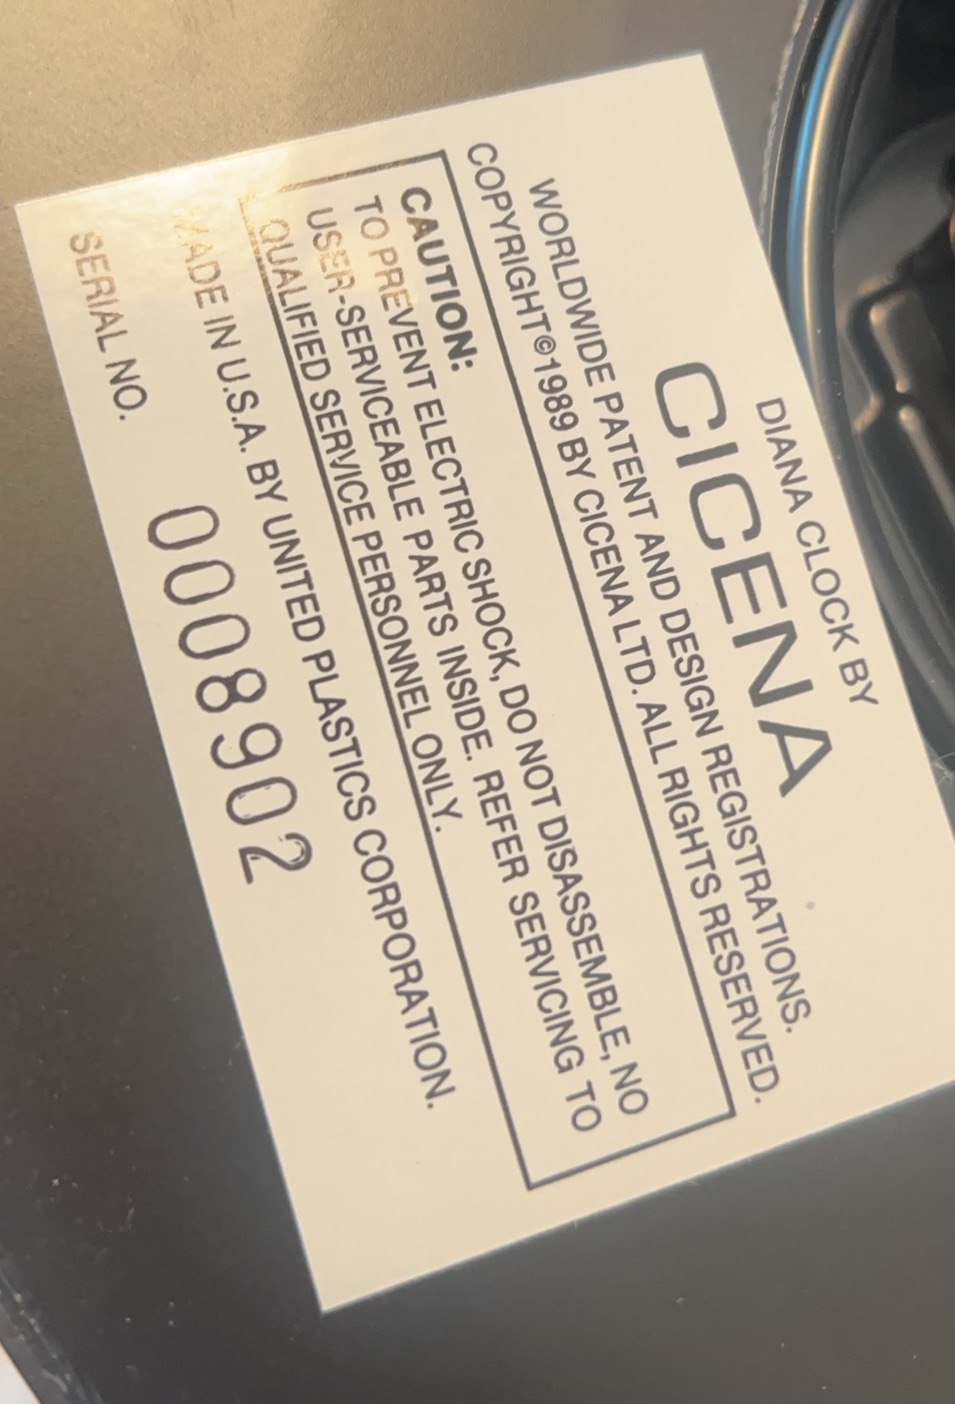 DIANA CLOCK BY
CICENA
WORLDWIDE PATENT AND DESIGN REGISTRATIONS.
COPYRIGHT©1989 BY CICENA LTD. ALL RIGHTS RESERVED.
CAUTION:
TO PREVENT ELECTRIC SHOCK, DO NOT DISASSEMBLE, NO
USER-SERVICEABLE PARTS INSIDE. REFER SERVICING TO
QUALIFIED SERVICE PERSONNEL ONLY.
MADE IN U.S.A. BY UNITED PLASTICS CORPORATION.
SERIAL NO. 0008902